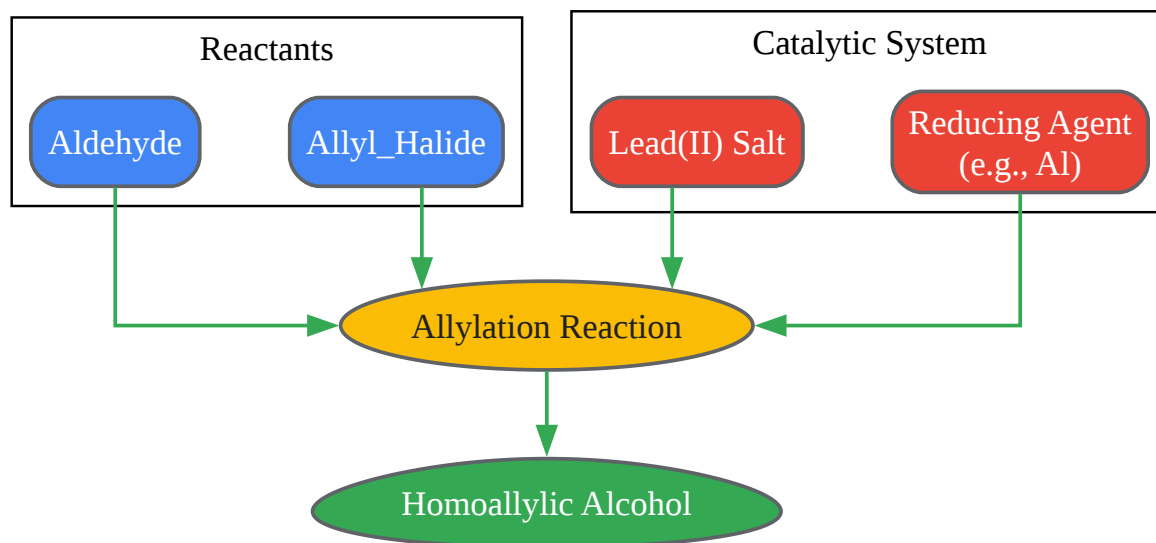 Reactants
Catalytic System
Aldehyde
Allyl_Halide
Lead(II) Salt
Reducing Agent
(e.g., Al)
Allylation Reaction
Homoallylic Alcohol